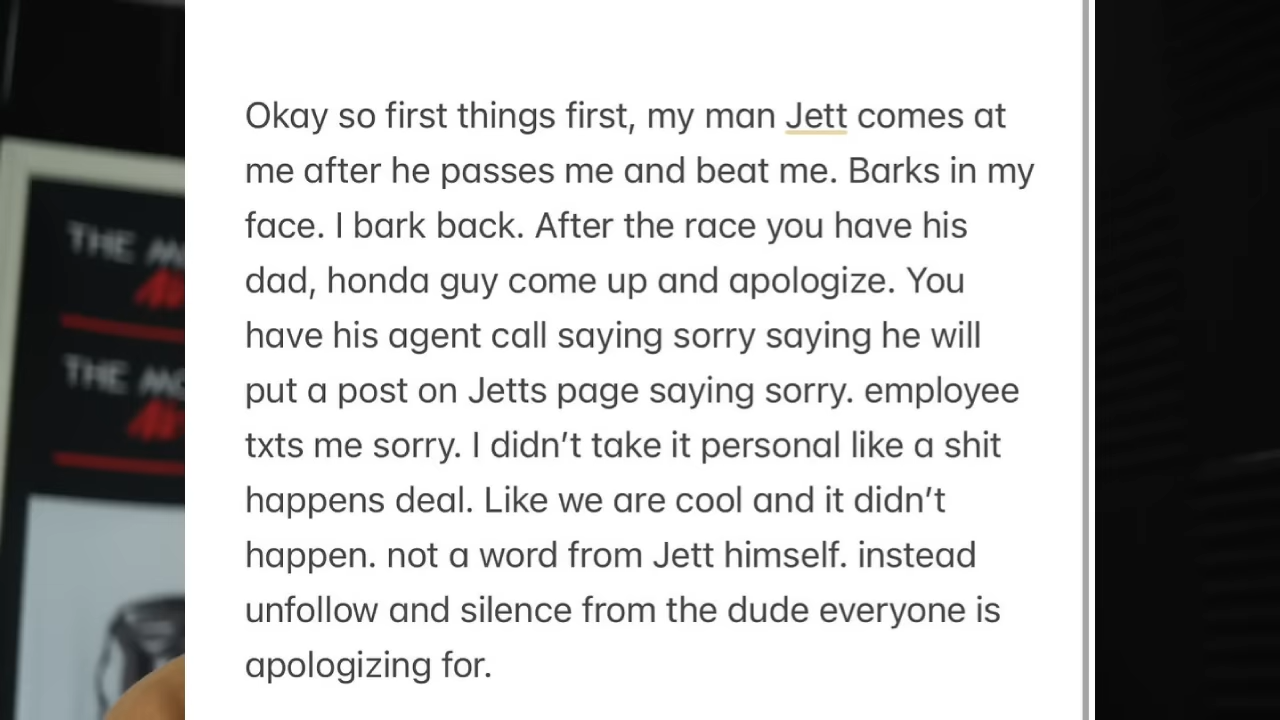 Okay so first things first, my man Jett comes at
me after he passes me and beat me. Barks in my
face. I bark back. After the race you have his
dad, honda guy come up and apologize. You
have his agent call saying sorry saying he will
put a post on Jetts page saying sorry. employee
txts me sorry. I didn’t take it personal like a shit
happens deal. Like we are cool and it didn’t
happen. not a word from Jett himself. instead
unfollow and silence from the dude everyone is
apologizing for.
THE
THE